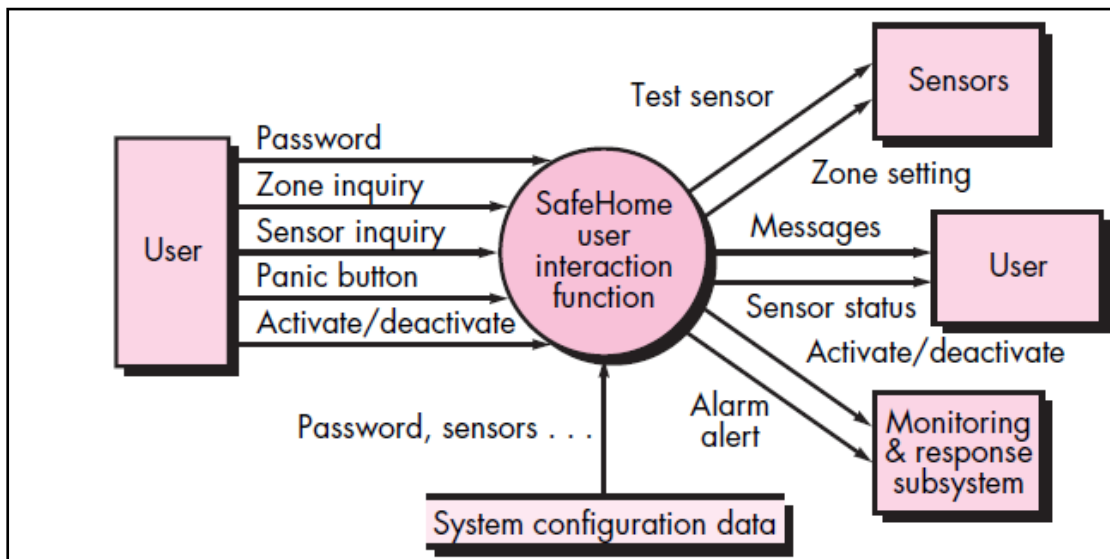 User
Password
Zone inquiry
Sensor inquiry
Panic button
Activate/deactivate
SafeHome
user
interaction
function
Password, sensors . . .
System configuration data
Test sensor
Zone setting
Sensors
Messages
Sensor status
User
Activate/deactivate
Alarm
alert
Monitoring
& response
subsystem